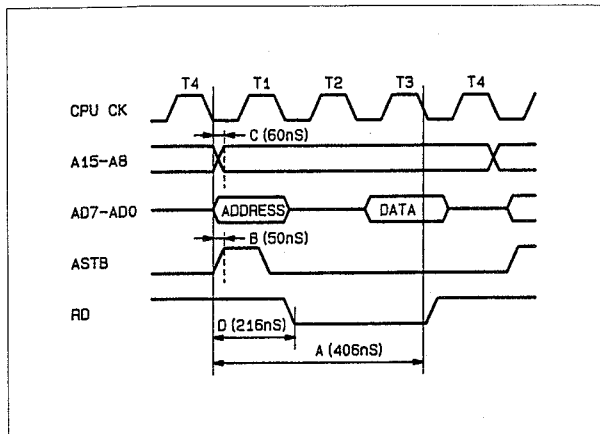 T4 T1 T2 T3 T4
CPU CK
C (60nS)
A15-A8
AD7-AD0 ADDRESS DATA
B (50nS)
ASTB
RD
D (216nS)
A (406nS)